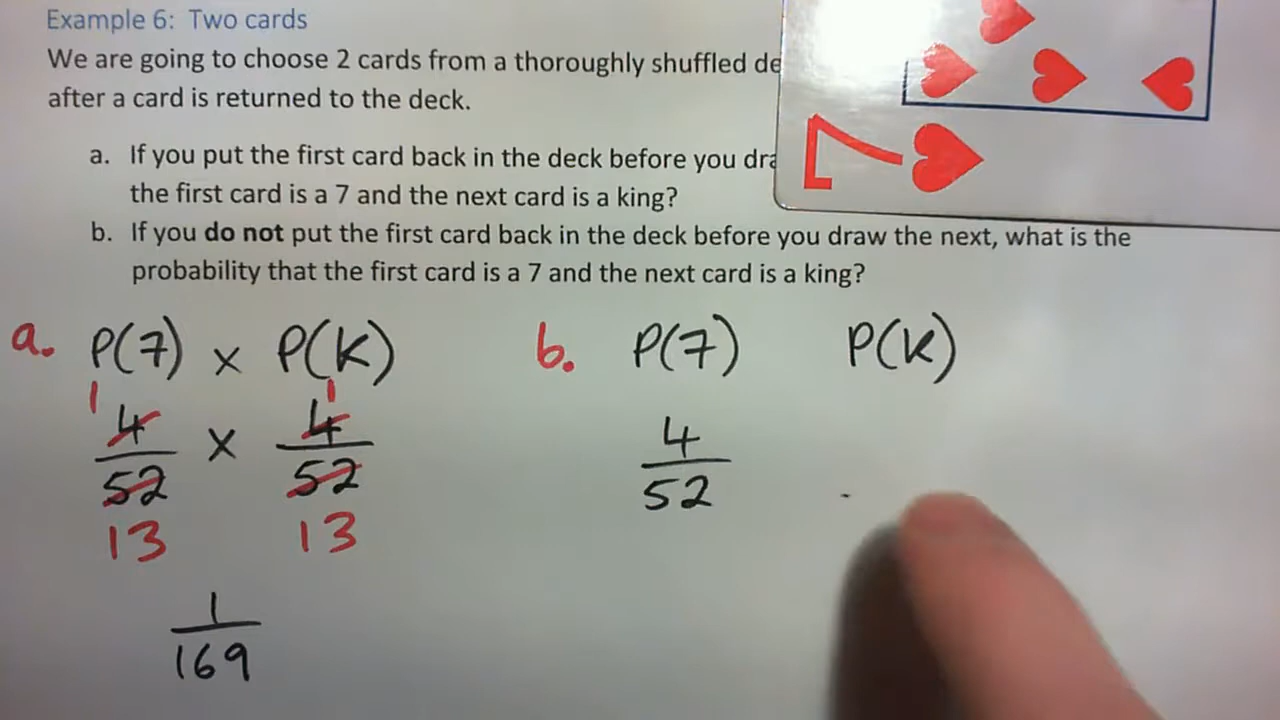 Example 6: Two cards
We are going to choose 2 cards from a thoroughly shuffled
after a card is returned to the deck.
a. If you put the first card back in the deck before you
the first card is a 7 and the next card is a king?
b. If you do not put the first card back in the deck before you draw the next, what is the
probability that the first card is a 7 and the next card is a king?
7
a. P(7) x P(K)
1 1
4/52 x 4/52
13 13
1/169
b. P(7) P(K)
4/52